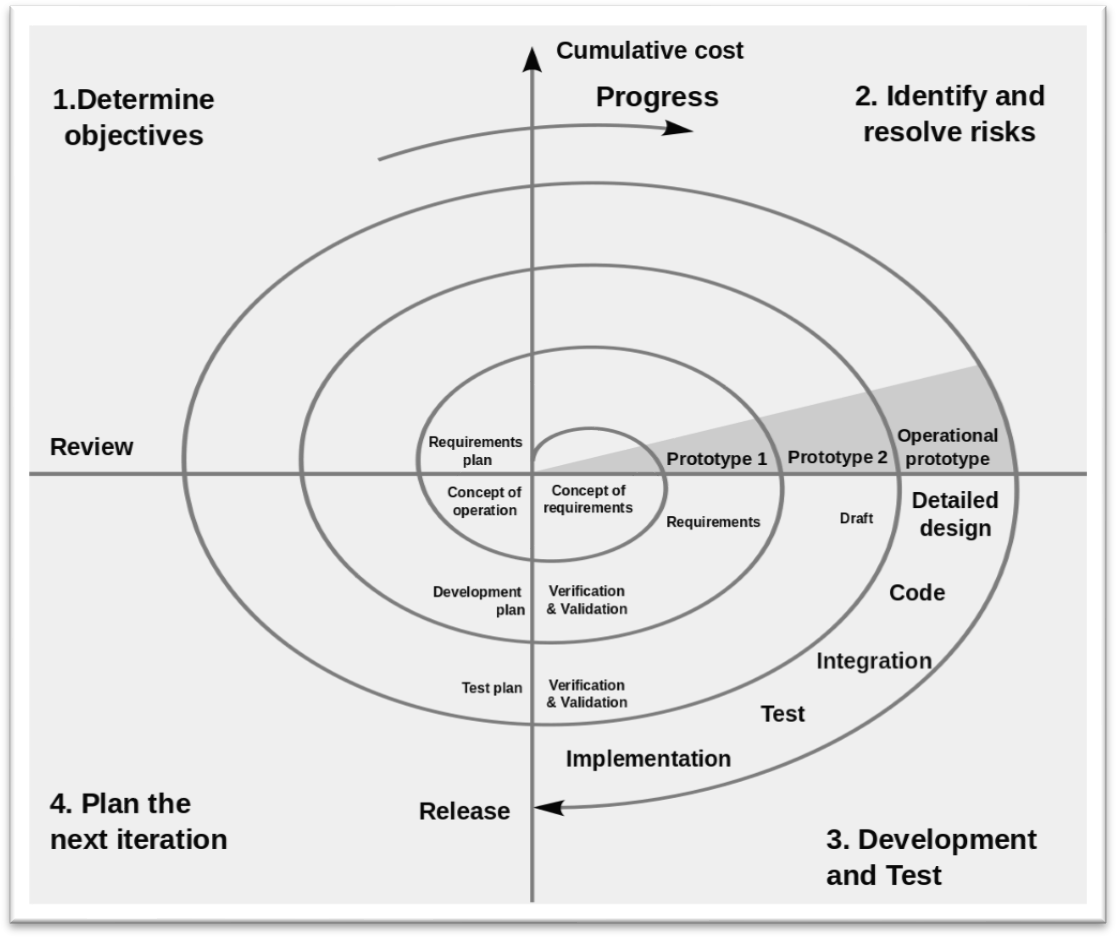 Cumulative cost
Progress
1.Determine
objectives
2. Identify and
resolve risks
Review
Requirements
plan
Prototype 1
Prototype 2
Operational
prototype
Concept of
operation
Concept of
requirements
Requirements
Draft
Detailed
design
Development
plan
Verification
& Validation
Code
Integration
Test plan
Verification
& Validation
Test
Implementation
Release
4. Plan the
next iteration
3. Development
and Test